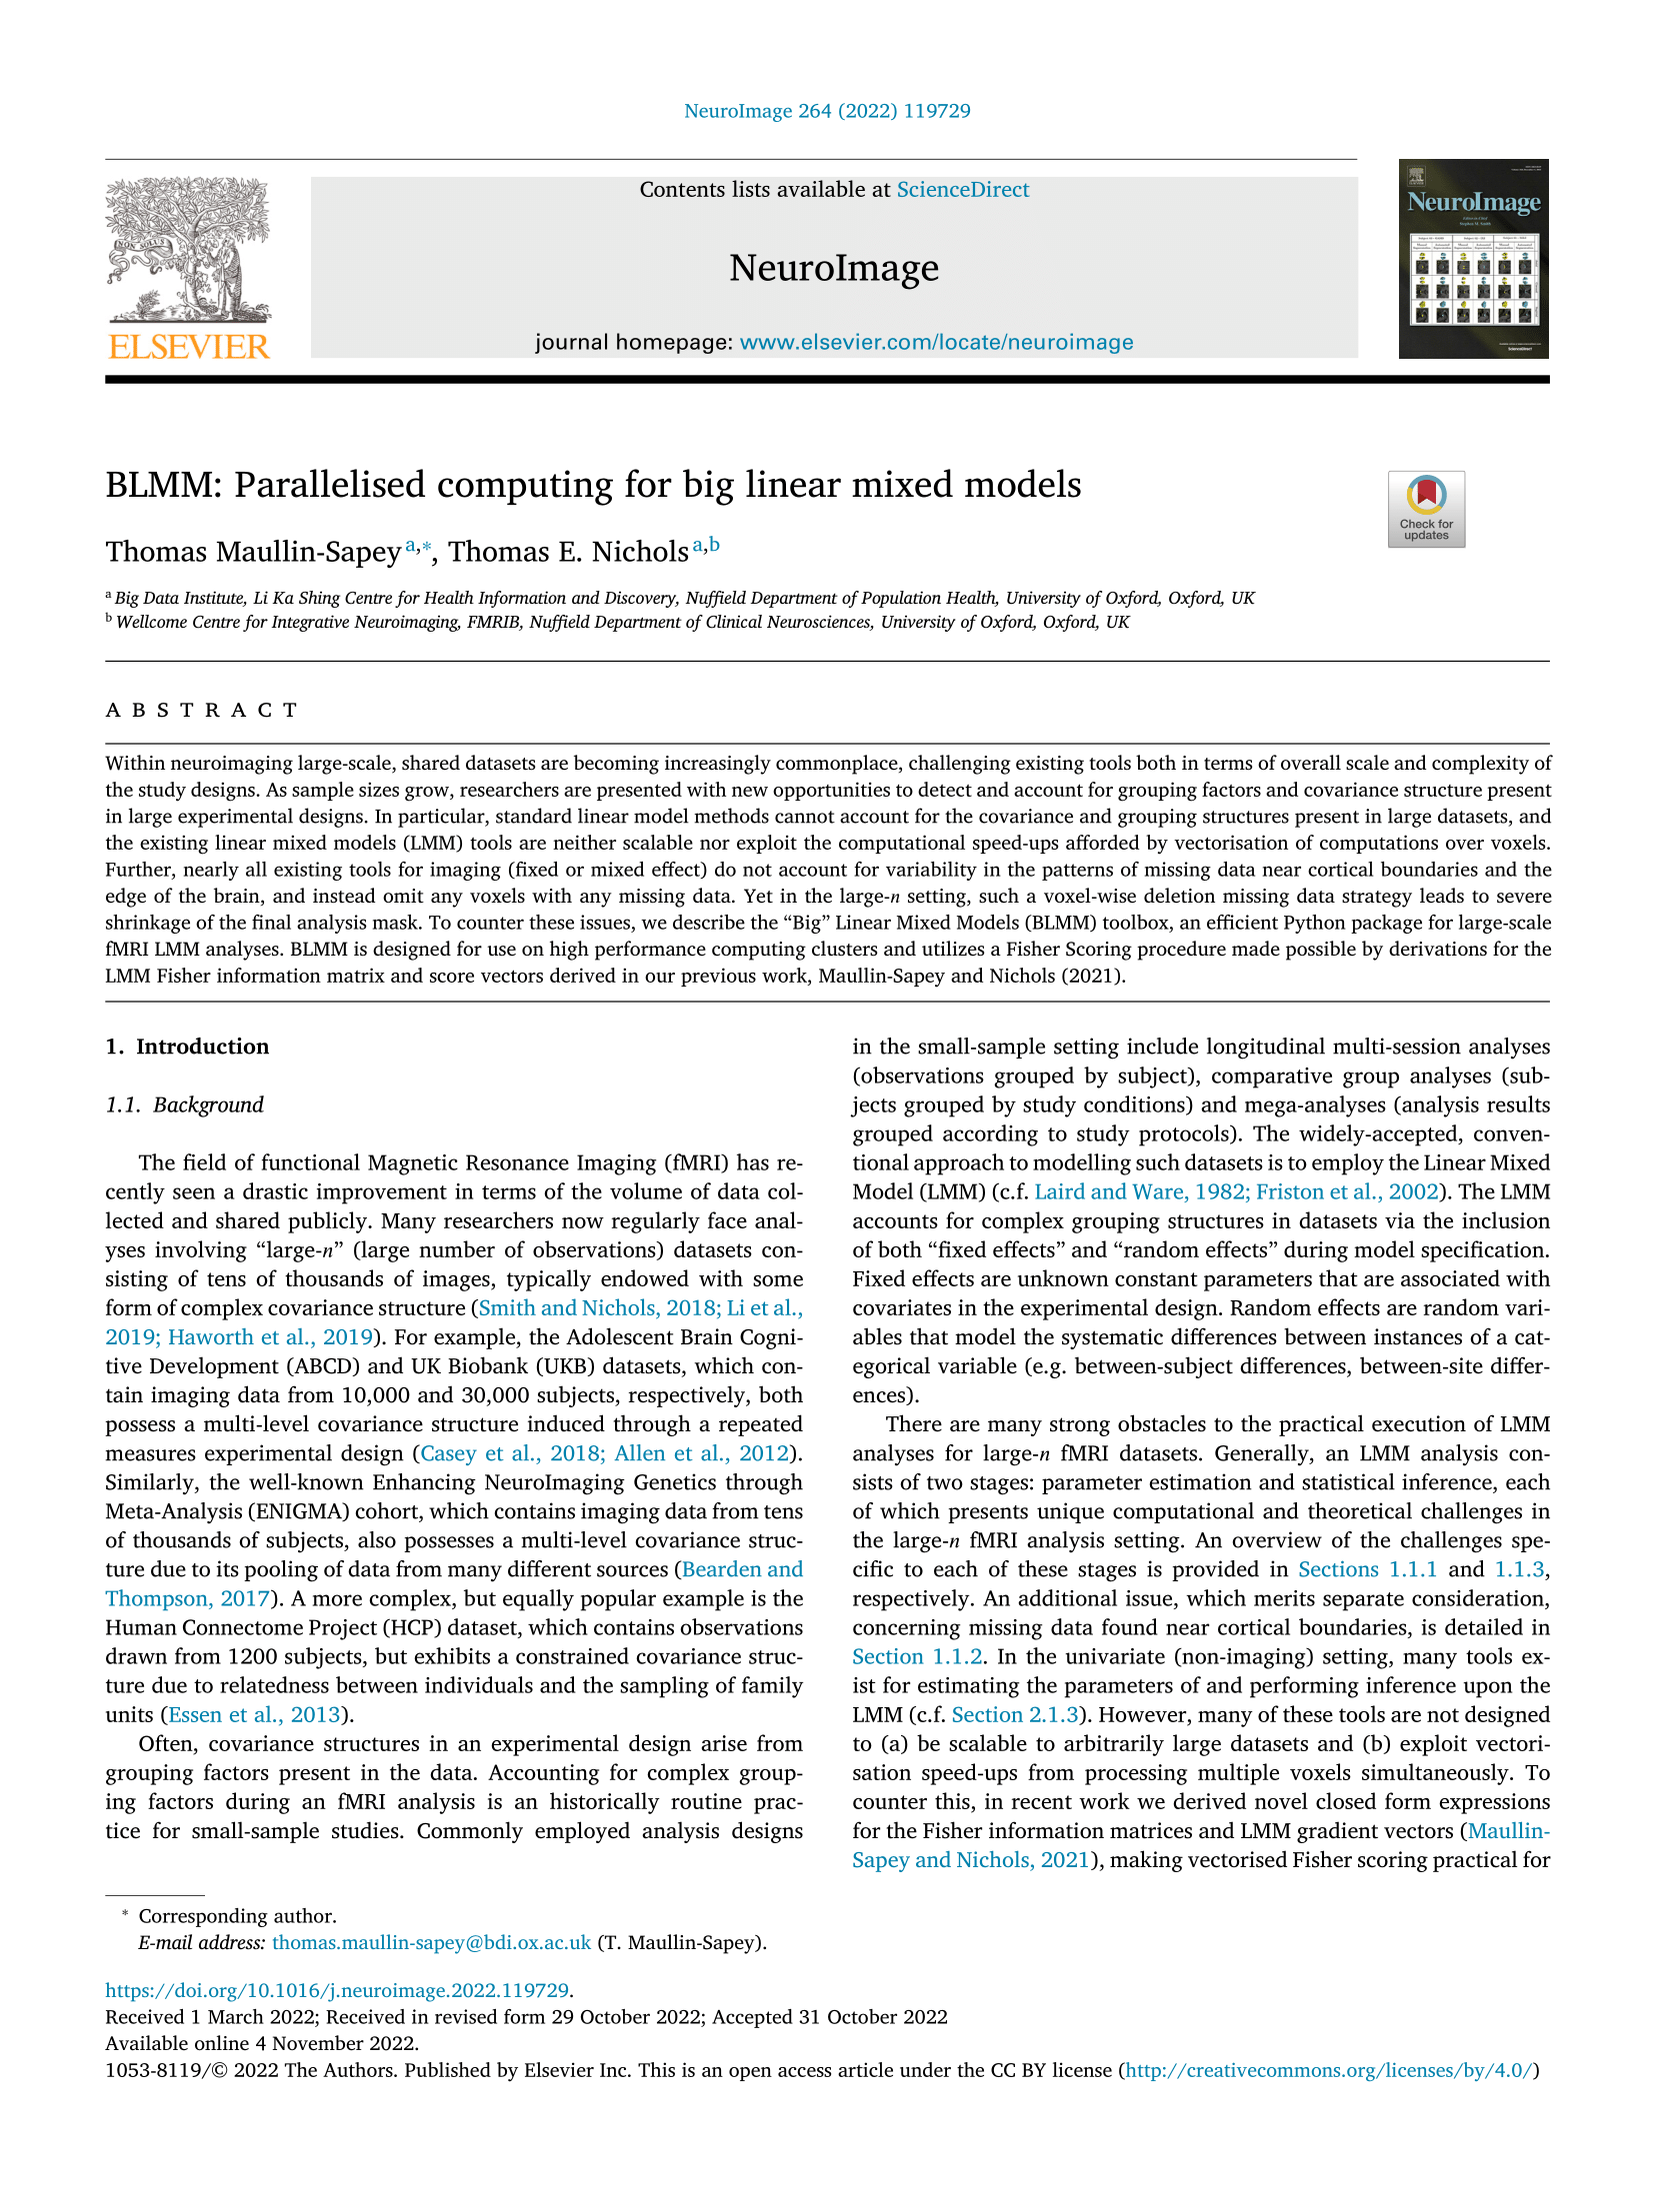 NeuroImage 264 (2022) 119729
Contents lists available at ScienceDirect
NeuroImage
journal homepage: www.elsevier.com/locate/neuroimage
NON SOLUS
ELSEVIER
NeuroImage
BLMM: Parallelised computing for big linear mixed models
Check for
updates
Thomas Maullin-Sapey a,*, Thomas E. Nichols a,b
a Big Data Institute, Li Ka Shing Centre for Health Information and Discovery, Nuffield Department of Population Health, University of Oxford, Oxford, UK
b Wellcome Centre for Integrative Neuroimaging, FMRIB, Nuffield Department of Clinical Neurosciences, University of Oxford, Oxford, UK
A B S T R A C T
Within neuroimaging large-scale, shared datasets are becoming increasingly commonplace, challenging existing tools both in terms of overall scale and complexity of
the study designs. As sample sizes grow, researchers are presented with new opportunities to detect and account for grouping factors and covariance structure present
in large experimental designs. In particular, standard linear model methods cannot account for the covariance and grouping structures present in large datasets, and
the existing linear mixed models (LMM) tools are neither scalable nor exploit the computational speed-ups afforded by vectorisation of computations over voxels.
Further, nearly all existing tools for imaging (fixed or mixed effect) do not account for variability in the patterns of missing data near cortical boundaries and the
edge of the brain, and instead omit any voxels with any missing data. Yet in the large-n setting, such a voxel-wise deletion missing data strategy leads to severe
shrinkage of the final analysis mask. To counter these issues, we describe the “Big” Linear Mixed Models (BLMM) toolbox, an efficient Python package for large-scale
fMRI LMM analyses. BLMM is designed for use on high performance computing clusters and utilizes a Fisher Scoring procedure made possible by derivations for the
LMM Fisher information matrix and score vectors derived in our previous work, Maullin-Sapey and Nichols (2021).
1. Introduction
1.1. Background
The field of functional Magnetic Resonance Imaging (fMRI) has re-
cently seen a drastic improvement in terms of the volume of data col-
lected and shared publicly. Many researchers now regularly face anal-
yses involving “large-n” (large number of observations) datasets con-
sisting of tens of thousands of images, typically endowed with some
form of complex covariance structure (Smith and Nichols, 2018; Li et al.,
2019; Haworth et al., 2019). For example, the Adolescent Brain Cogni-
tive Development (ABCD) and UK Biobank (UKB) datasets, which con-
tain imaging data from 10,000 and 30,000 subjects, respectively, both
possess a multi-level covariance structure induced through a repeated
measures experimental design (Casey et al., 2018; Allen et al., 2012).
Similarly, the well-known Enhancing NeuroImaging Genetics through
Meta-Analysis (ENIGMA) cohort, which contains imaging data from tens
of thousands of subjects, also possesses a multi-level covariance struc-
ture due to its pooling of data from many different sources (Bearden and
Thompson, 2017). A more complex, but equally popular example is the
Human Connectome Project (HCP) dataset, which contains observations
drawn from 1200 subjects, but exhibits a constrained covariance struc-
ture due to relatedness between individuals and the sampling of family
units (Essen et al., 2013).
Often, covariance structures in an experimental design arise from
grouping factors present in the data. Accounting for complex group-
ing factors during an fMRI analysis is an historically routine prac-
tice for small-sample studies. Commonly employed analysis designs
in the small-sample setting include longitudinal multi-session analyses
(observations grouped by subject), comparative group analyses (sub-
jects grouped by study conditions) and mega-analyses (analysis results
grouped according to study protocols). The widely-accepted, conven-
tional approach to modelling such datasets is to employ the Linear Mixed
Model (LMM) (c.f. Laird and Ware, 1982; Friston et al., 2002). The LMM
accounts for complex grouping structures in datasets via the inclusion
of both “fixed effects” and “random effects” during model specification.
Fixed effects are unknown constant parameters that are associated with
covariates in the experimental design. Random effects are random vari-
ables that model the systematic differences between instances of a cat-
egorical variable (e.g. between-subject differences, between-site differ-
ences).
There are many strong obstacles to the practical execution of LMM
analyses for large-n fMRI datasets. Generally, an LMM analysis con-
sists of two stages: parameter estimation and statistical inference, each
of which presents unique computational and theoretical challenges in
the large-n fMRI analysis setting. An overview of the challenges spe-
cific to each of these stages is provided in Sections 1.1.1 and 1.1.3,
respectively. An additional issue, which merits separate consideration,
concerning missing data found near cortical boundaries, is detailed in
Section 1.1.2. In the univariate (non-imaging) setting, many tools ex-
ist for estimating the parameters of and performing inference upon the
LMM (c.f. Section 2.1.3). However, many of these tools are not designed
to (a) be scalable to arbitrarily large datasets and (b) exploit vectori-
sation speed-ups from processing multiple voxels simultaneously. To
counter this, in recent work we derived novel closed form expressions
for the Fisher information matrices and LMM gradient vectors (Maullin-
Sapey and Nichols, 2021), making vectorised Fisher scoring practical for
* Corresponding author.
E-mail address: thomas.maullin-sapey@bdi.ox.ac.uk (T. Maullin-Sapey).
https://doi.org/10.1016/j.neuroimage.2022.119729.
Received 1 March 2022; Received in revised form 29 October 2022; Accepted 31 October 2022
Available online 4 November 2022.
1053-8119/© 2022 The Authors. Published by Elsevier Inc. This is an open access article under the CC BY license (http://creativecommons.org/licenses/by/4.0/)